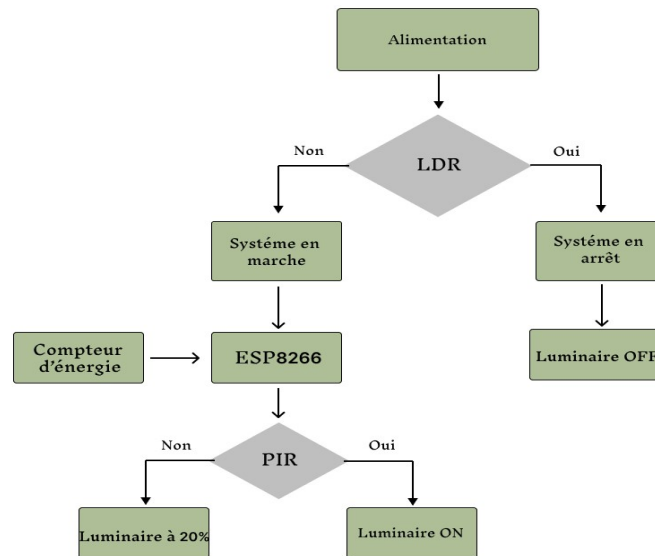 Alimentation
Non
Oui
LDR
Systéme en
marche
Systéme en
arrêt
Compteur
d'énergie
ESP8266
Luminaire OFF
Non
Oui
PIR
Luminaire à 20%
Luminaire ON